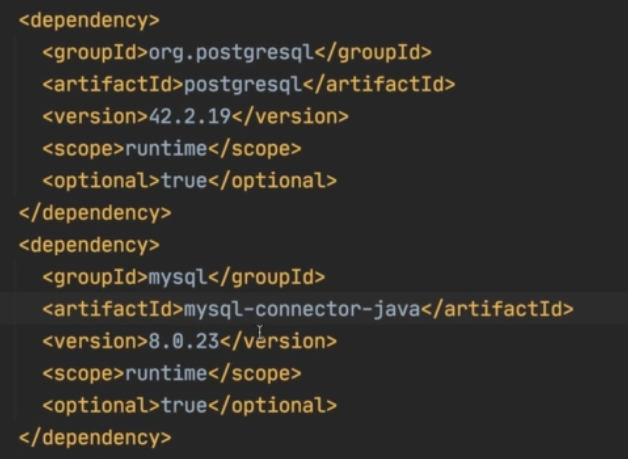 <dependency>
<groupId>org.postgresql</groupId>
<artifactId>postgresql</artifactId>
<version>42.2.19</version>
<scope>runtime</scope>
<optional>true</optional>
</dependency>
<dependency>
<groupId>mysql</groupId>
<artifactId>mysql-connector-java</artifactId>
<version>8.0.23</version>
<scope>runtime</scope>
<optional>true</optional>
</dependency>